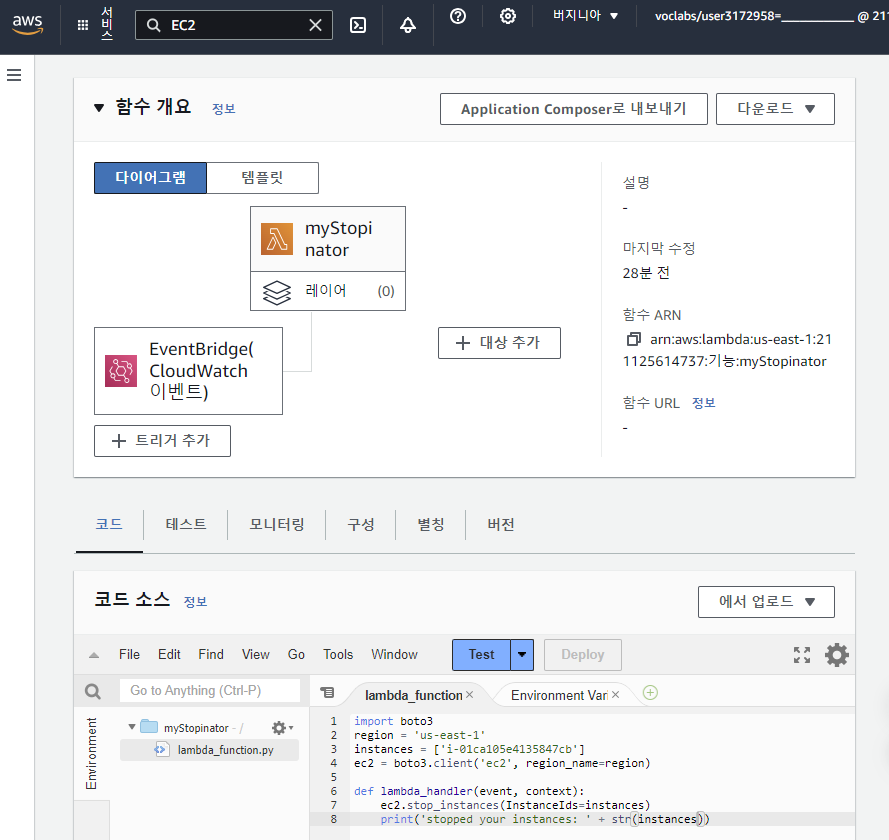 aws
서비스
EC2
버지니아
voclabs/user3172958=____________ @ 211
함수 개요 정보
Application Composer로 내보내기
다운로드
다이어그램
템플릿
myStopi
nator
레이어 (0)
EventBridge(
CloudWatch
이벤트)
트리거 추가
대상 추가
설명
-
마지막 수정
28분 전
함수 ARN
arn:aws:lambda:us-east-1:21
1125614737:기능:myStopinator
함수 URL 정보
-
코드
테스트
모니터링
구성
별칭
버전
코드 소스 정보
에서 업로드
File Edit Find View Go Tools Window
Test
Deploy
Go to Anything (Ctrl-P)
lambda_function
Environment Vari
Environment
myStopinator - /
lambda_function.py
1 import boto3
2 region = 'us-east-1'
3 instances = ['i-01ca105e4135847cb']
4 ec2 = boto3.client('ec2', region_name=region)
5
6 def lambda_handler(event, context):
7 ec2.stop_instances(InstanceIds=instances)
8 print('stopped your instances: ' + str(instances))